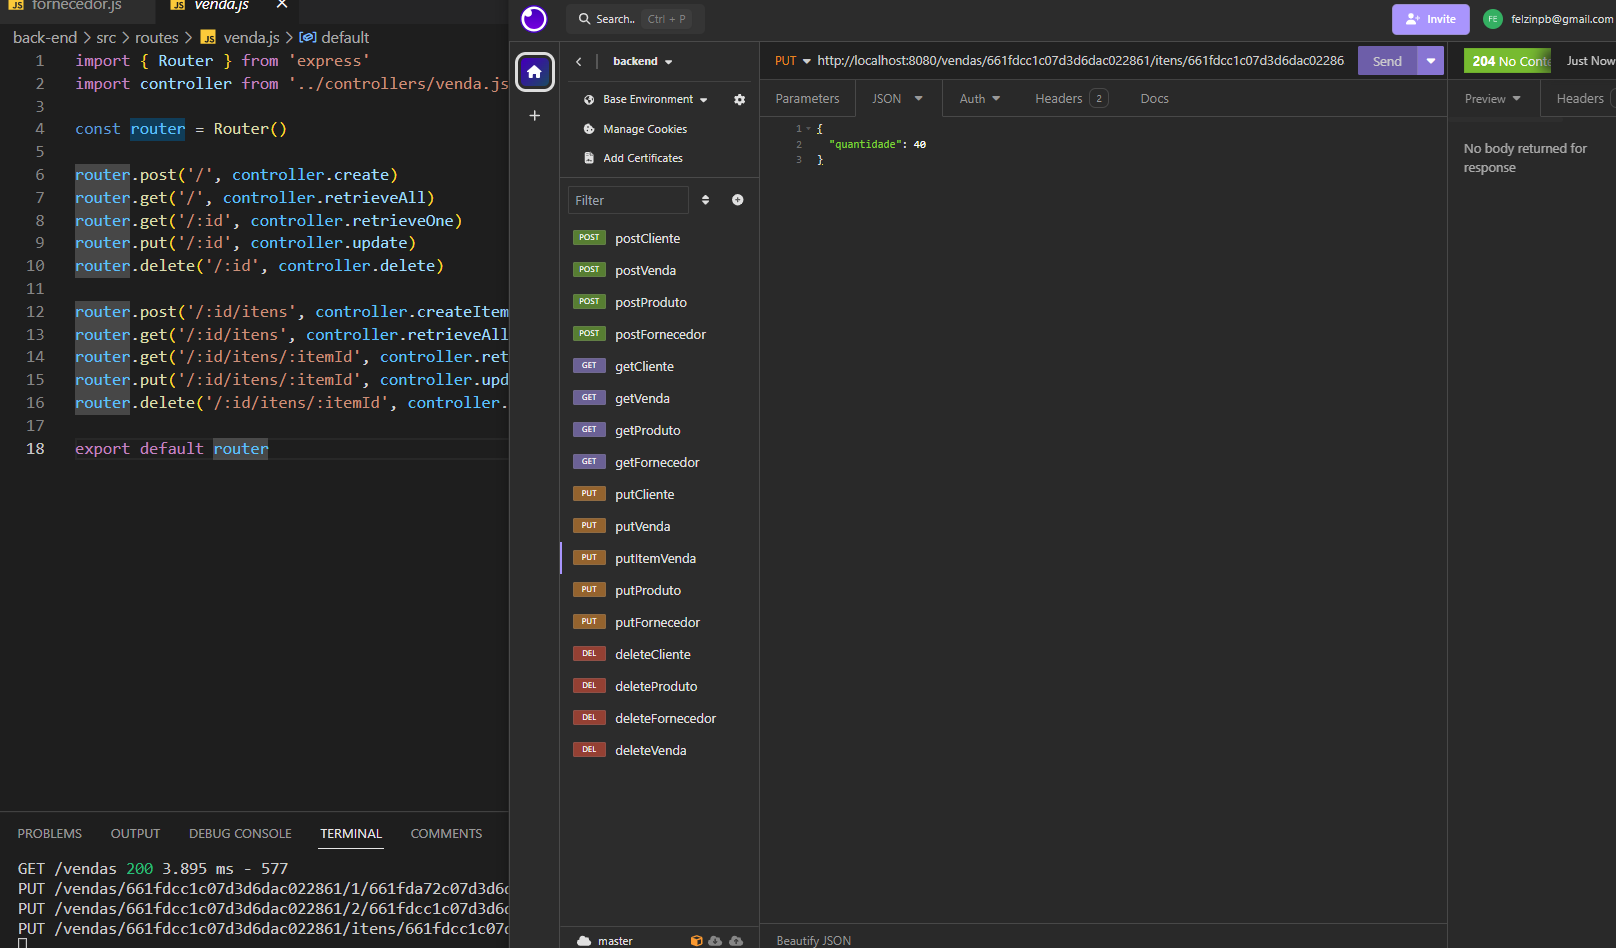 fornecedor.js
venda.js
back-end > src > routes > venda.js > default
1 import { Router } from 'express'
2 import controller from '../controllers/venda.js
3
4 const router = Router()
5
6 router.post('/', controller.create)
7 router.get('/', controller.retrieveAll)
8 router.get('/:id', controller.retrieveOne)
9 router.put('/:id', controller.update)
10 router.delete('/:id', controller.delete)
11
12 router.post('/:id/itens', controller.createItem
13 router.get('/:id/itens', controller.retrieveAll
14 router.get('/:id/itens/:itemId', controller.ret
15 router.put('/:id/itens/:itemId', controller.upd
16 router.delete('/:id/itens/:itemId', controller.
17
18 export default router
PROBLEMS OUTPUT DEBUG CONSOLE TERMINAL COMMENTS
GET /vendas 200 3.895 ms - 577
PUT /vendas/661fdcc1c07d3d6dac022861/1/661fda72c07d3d6d
PUT /vendas/661fdcc1c07d3d6dac022861/2/661fdcc1c07d3d6d
PUT /vendas/661fdcc1c07d3d6dac022861/itens/661fdcc1c07d
Search.. Ctrl + P
Invite
FE felzinpb@gmail.com
backend
Base Environment
Manage Cookies
Add Certificates
Filter
POST postCliente
POST postVenda
POST postProduto
POST postFornecedor
GET getCliente
GET getVenda
GET getProduto
GET getFornecedor
PUT putCliente
PUT putVenda
PUT putItemVenda
PUT putProduto
PUT putFornecedor
DEL deleteCliente
DEL deleteProduto
DEL deleteFornecedor
DEL deleteVenda
master
PUT http://localhost:8080/vendas/661fdcc1c07d3d6dac022861/itens/661fdcc1c07d3d6dac02286 Send
Parameters JSON Auth Headers 2 Docs
1 {
2 "quantidade": 40
3 }
Beautify JSON
204 No Conte Just Now
Preview Headers
No body returned for
response